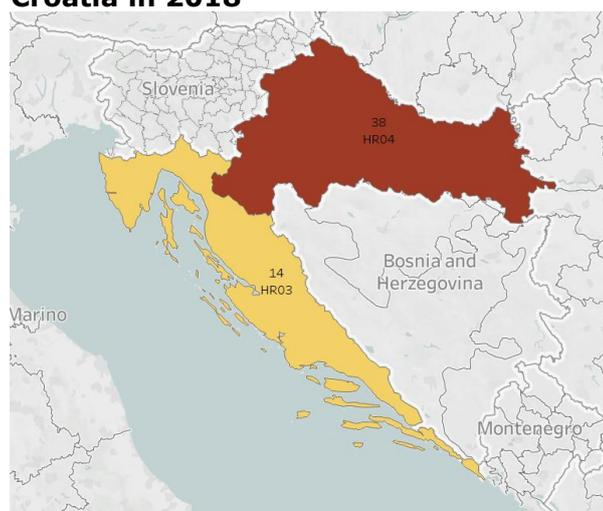 Croatia in 2018
Slovenia
38
HR04
14
HR03
Bosnia and
Herzegovina
Marino
Montenegro